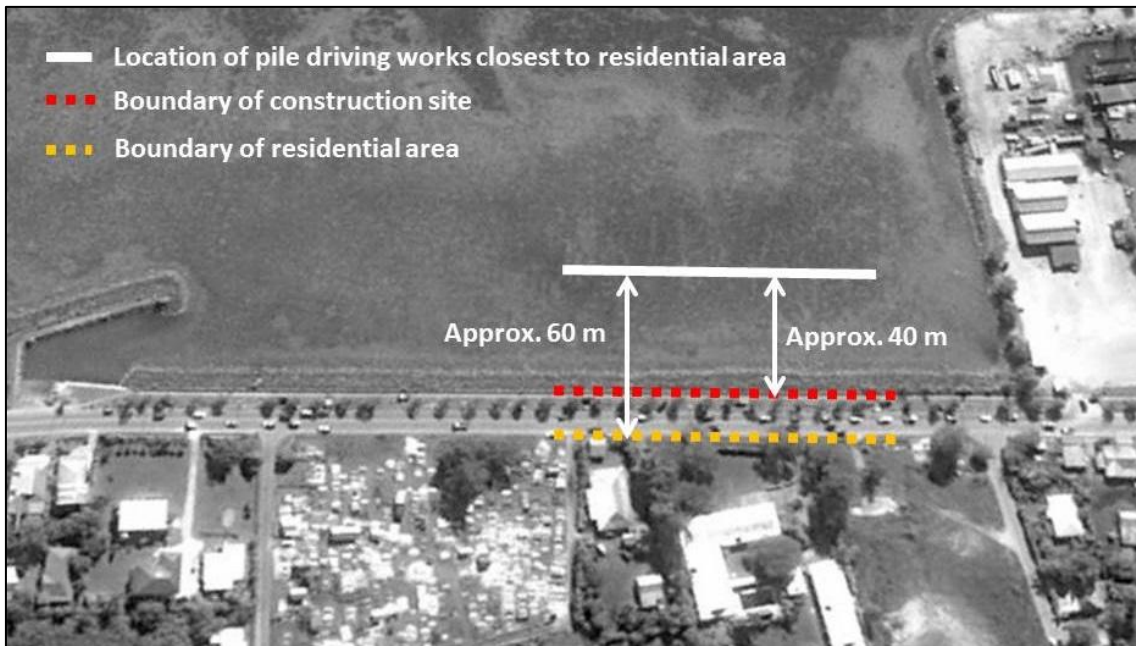 Location of pile driving works closest to residential area
Boundary of construction site
Boundary of residential area
Approx. 60 m
Approx. 40 m